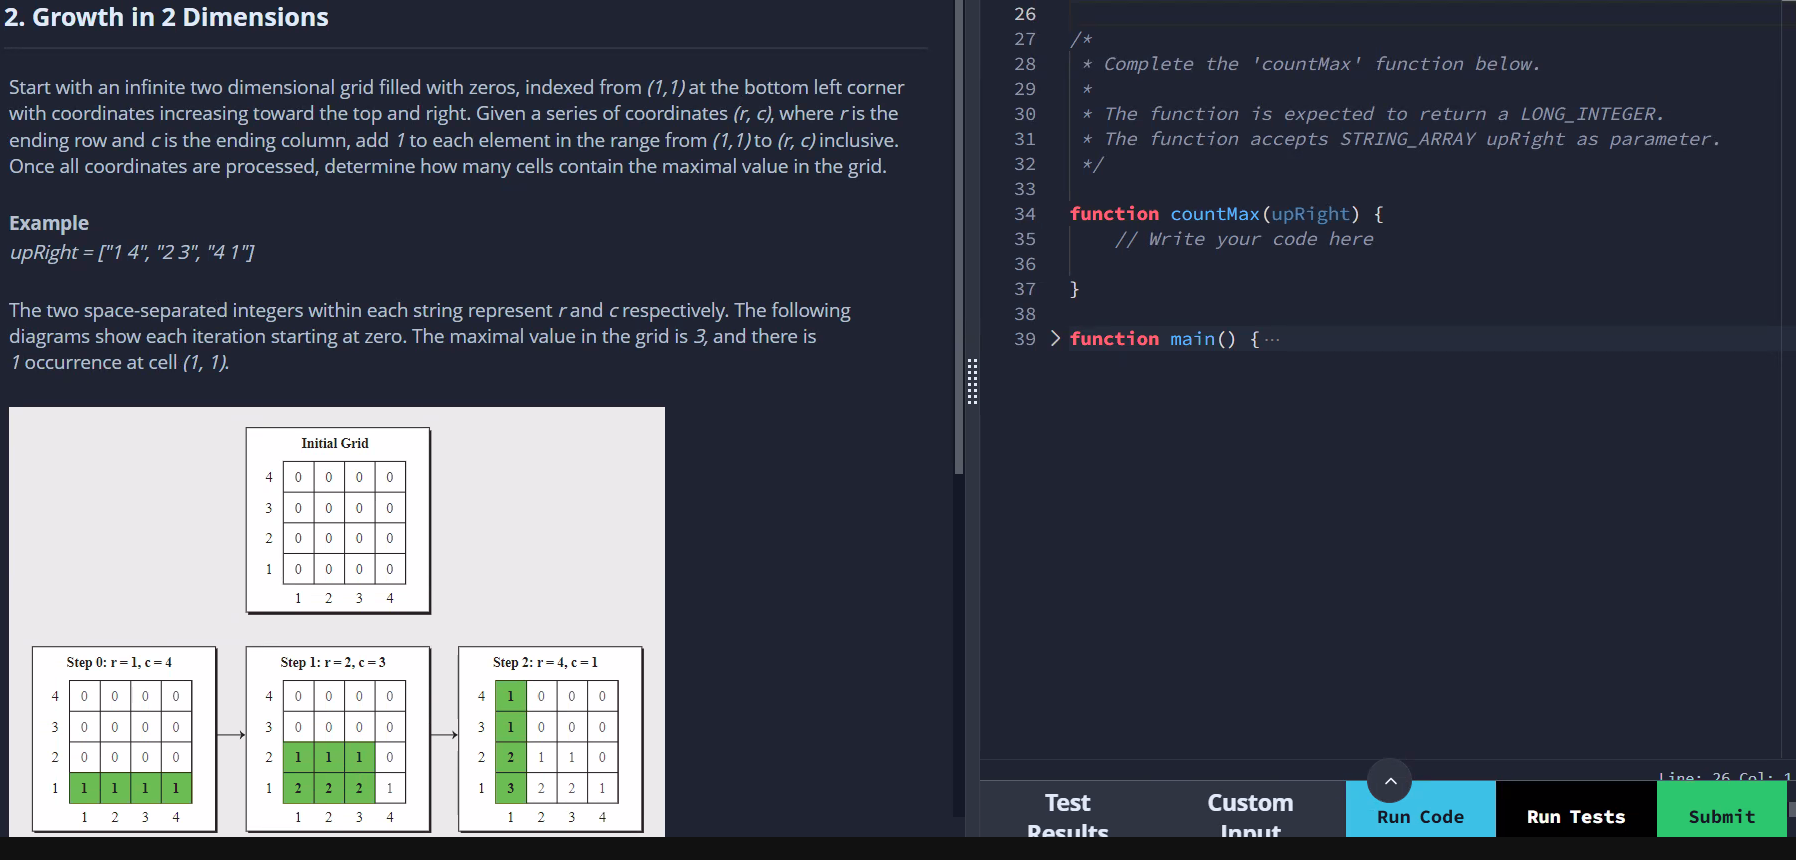 2. Growth in 2 Dimensions
Start with an infinite two dimensional grid filled with zeros, indexed from (1,1) at the bottom left corner
with coordinates increasing toward the top and right. Given a series of coordinates (r, c), where r is the
ending row and c is the ending column, add 1 to each element in the range from (1,1) to (r, c) inclusive.
Once all coordinates are processed, determine how many cells contain the maximal value in the grid.
Example
upRight = ["1 4", "2 3", "4 1"]
The two space-separated integers within each string represent r and c respectively. The following
diagrams show each iteration starting at zero. The maximal value in the grid is 3, and there is
1 occurrence at cell (1, 1).
Initial Grid
4 0 0 0 0
3 0 0 0 0
2 0 0 0 0
1 0 0 0 0
1 2 3 4
Step 0: r = 1, c = 4
4 0 0 0 0
3 0 0 0 0
2 0 0 0 0
1 1 1 1 1
1 2 3 4
Step 1: r = 2, c = 3
4 0 0 0 0
3 0 0 0 0
2 1 1 1 0
1 2 2 2 1
1 2 3 4
Step 2: r = 4, c = 1
4 1 0 0 0
3 1 0 0 0
2 2 1 1 0
1 3 2 2 1
1 2 3 4
26
27 /*
28 * Complete the 'countMax' function below.
29 *
30 * The function is expected to return a LONG_INTEGER.
31 * The function accepts STRING_ARRAY upRight as parameter.
32 */
33
34 function countMax(upRight) {
35 // Write your code here
36
37 }
38
39 > function main() { ...
Line: 26 Col: 1
Test
Results
Custom
Input
Run Code
Run Tests
Submit